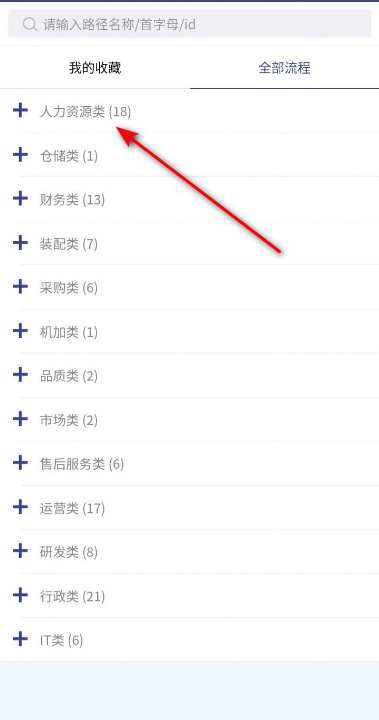 请输入路径名称/首字母/id
我的收藏
全部流程
人力资源类 (18)
仓储类 (1)
财务类 (13)
装配类 (7)
采购类 (6)
机加类 (1)
品质类 (2)
市场类 (2)
售后服务类 (6)
运营类 (17)
研发类 (8)
行政类 (21)
IT类 (6)